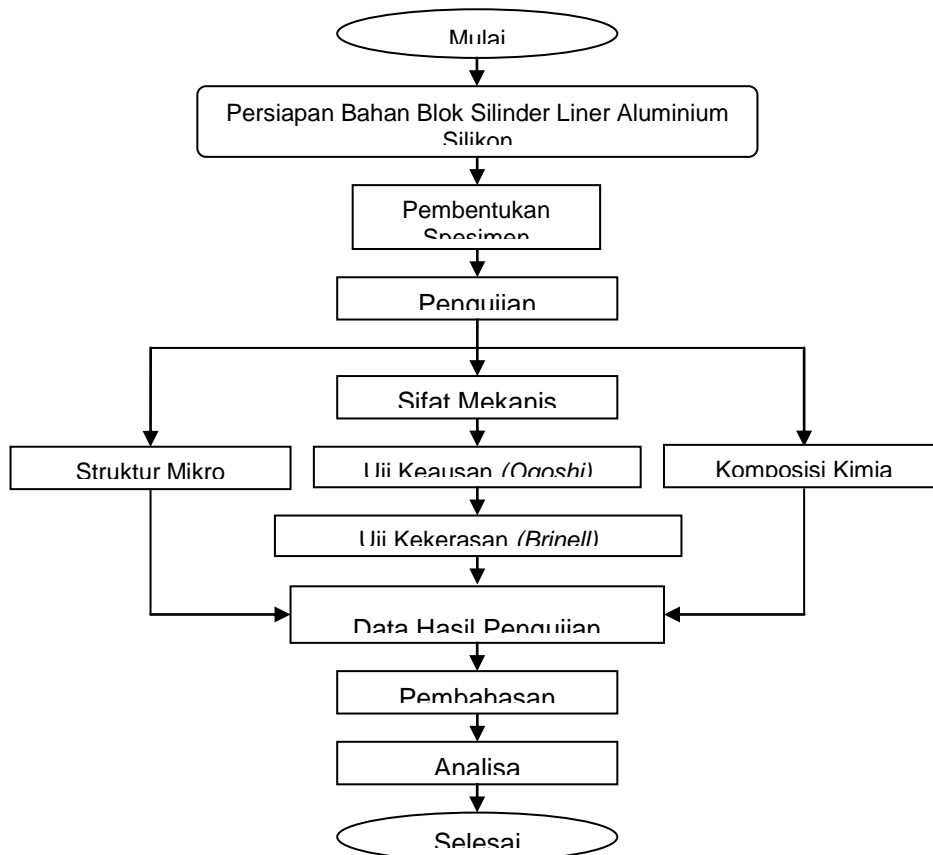 Mulai
Persiapan Bahan Blok Silinder Liner Aluminium
Silikon
Pembentukan
Spesimen
Pengujian
Sifat Mekanis
Struktur Mikro
Uji Keausan (Ogoshi)
Komposisi Kimia
Uji Kekerasan (Brinell)
Data Hasil Pengujian
Pembahasan
Analisa
Selesai